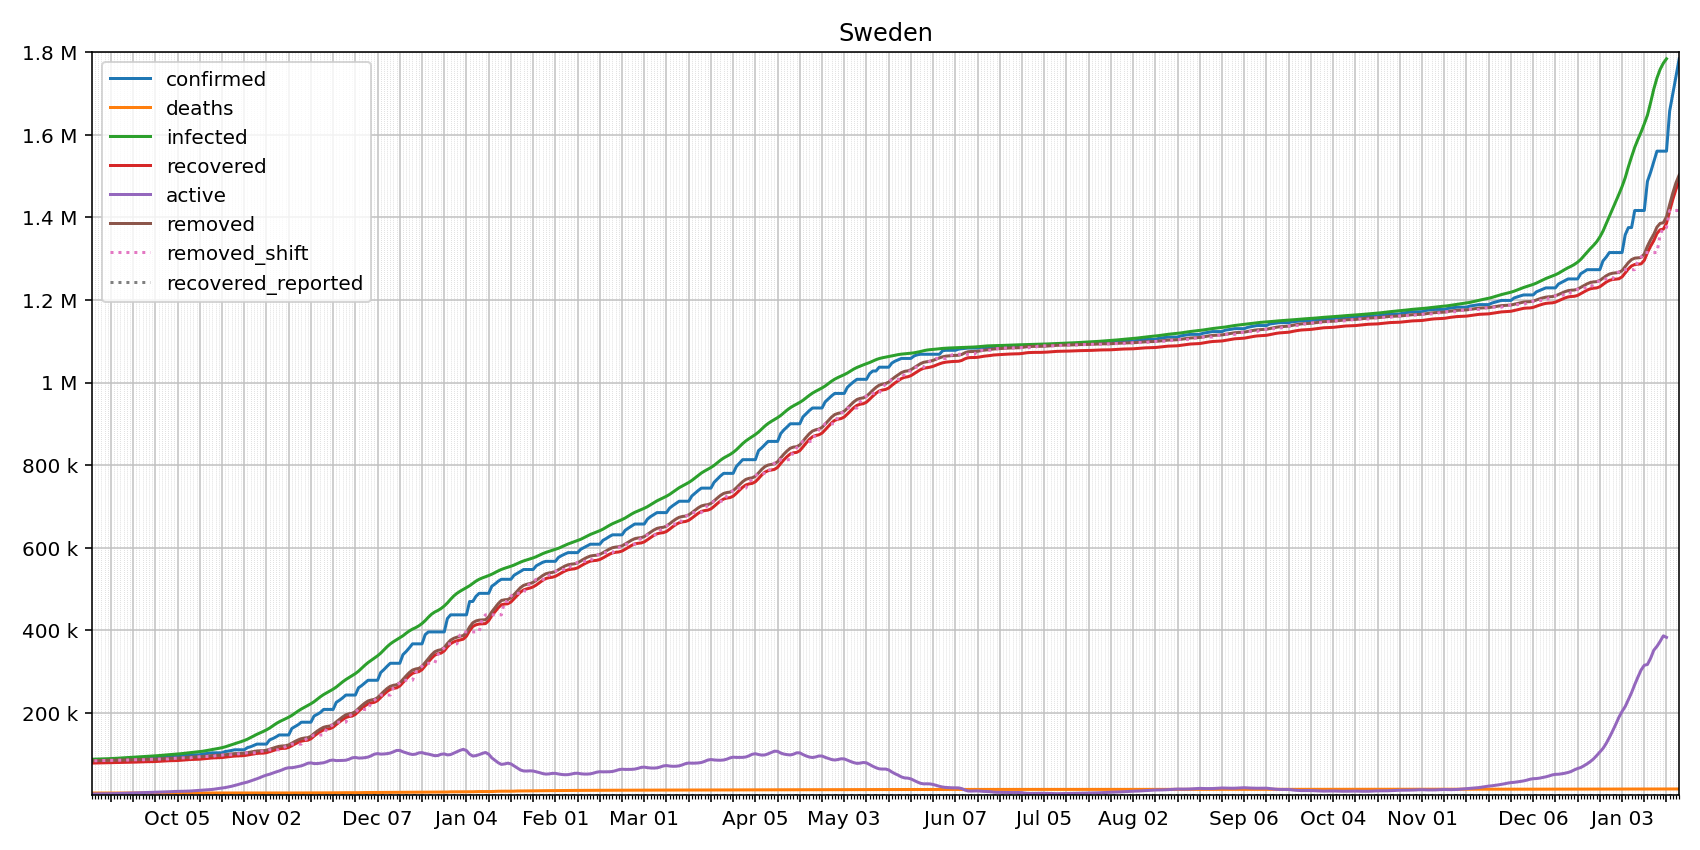 Sweden
1.8 M
1.6 M
1.4 M
1.2 M
1 M
800 k
600 k
400 k
200 k
confirmed
deaths
infected
recovered
active
removed
removed_shift
recovered_reported
Oct 05 Nov 02 Dec 07 Jan 04 Feb 01 Mar 01 Apr 05 May 03 Jun 07 Jul 05 Aug 02 Sep 06 Oct 04 Nov 01 Dec 06 Jan 03